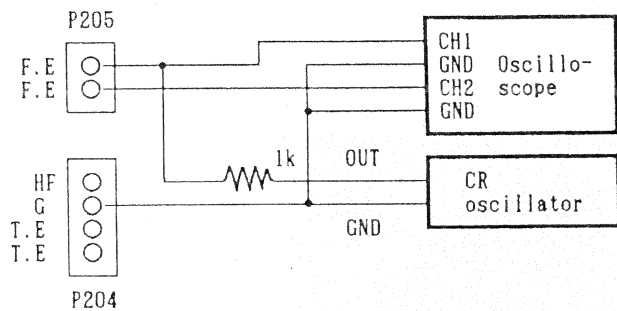 P205
F.E
F.E
CH1
GND
CH2
GND
Oscillo-
scope
1k
OUT
HF
G
T.E
T.E
GND
CR
oscillator
P204